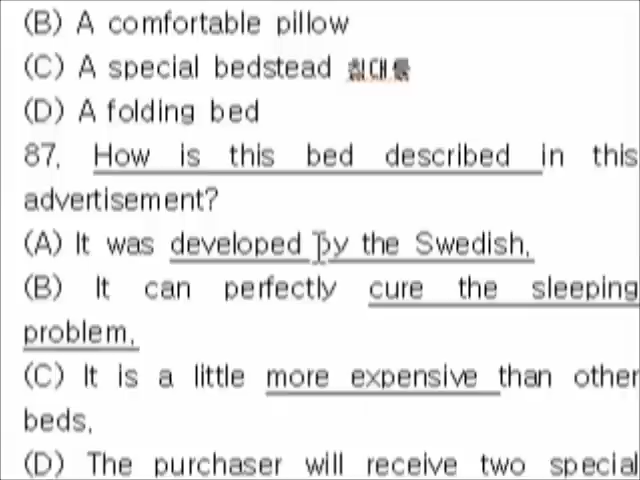 (B) A comfortable pillow
(C) A special bedstead 침대틀
(D) A folding bed
87. How is this bed described in this
advertisement?
(A) It was developed by the Swedish.
(B) It can perfectly cure the sleeping
problem.
(C) It is a little more expensive than other
beds.
(D) The purchaser will receive two special